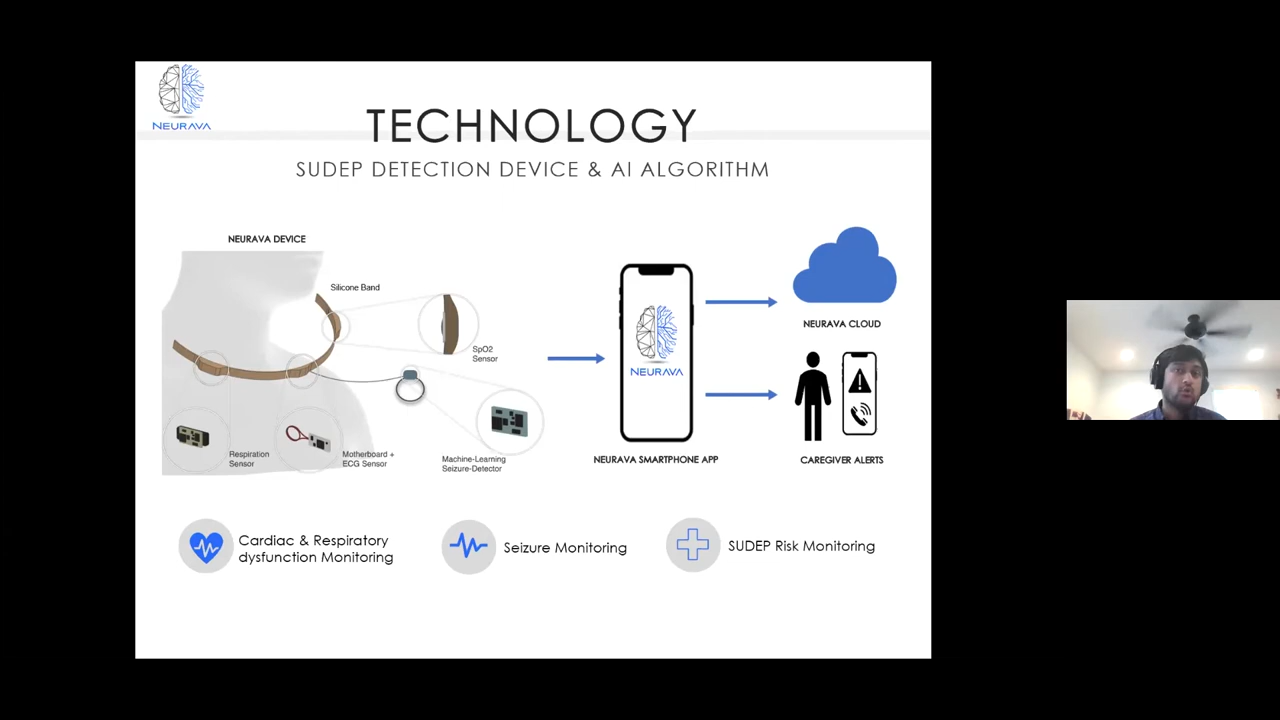 NEURAVA
TECHNOLOGY
SUDEP DETECTION DEVICE & AI ALGORITHM
NEURAVA DEVICE
Silicone Band
SpO2
Sensor
Respiration
Sensor
Motherboard +
ECG Sensor
Machine-Learning
Seizure-Detector
NEURAVA
NEURAVA SMARTPHONE APP
NEURAVA CLOUD
CAREGIVER ALERTS
Cardiac & Respiratory
dysfunction Monitoring
Seizure Monitoring
SUDEP Risk Monitoring